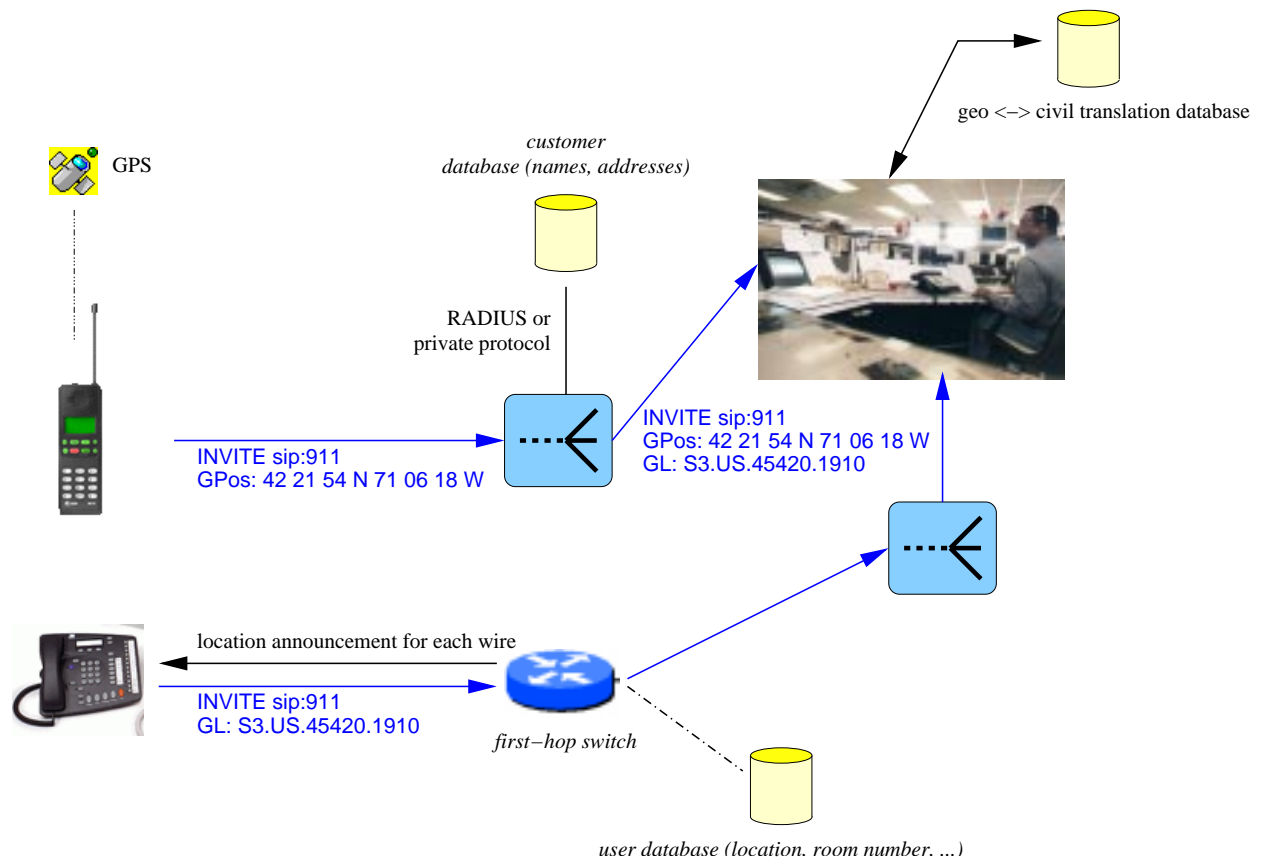 geo <−> civil translation database
customer
database (names, addresses)
GPS
RADIUS or
private protocol
INVITE sip:911
GPos: 42 21 54 N 71 06 18 W
INVITE sip:911
GPos: 42 21 54 N 71 06 18 W
GL: S3.US.45420.1910
location announcement for each wire
INVITE sip:911
GL: S3.US.45420.1910
first−hop switch
user database (location, room number, ...)